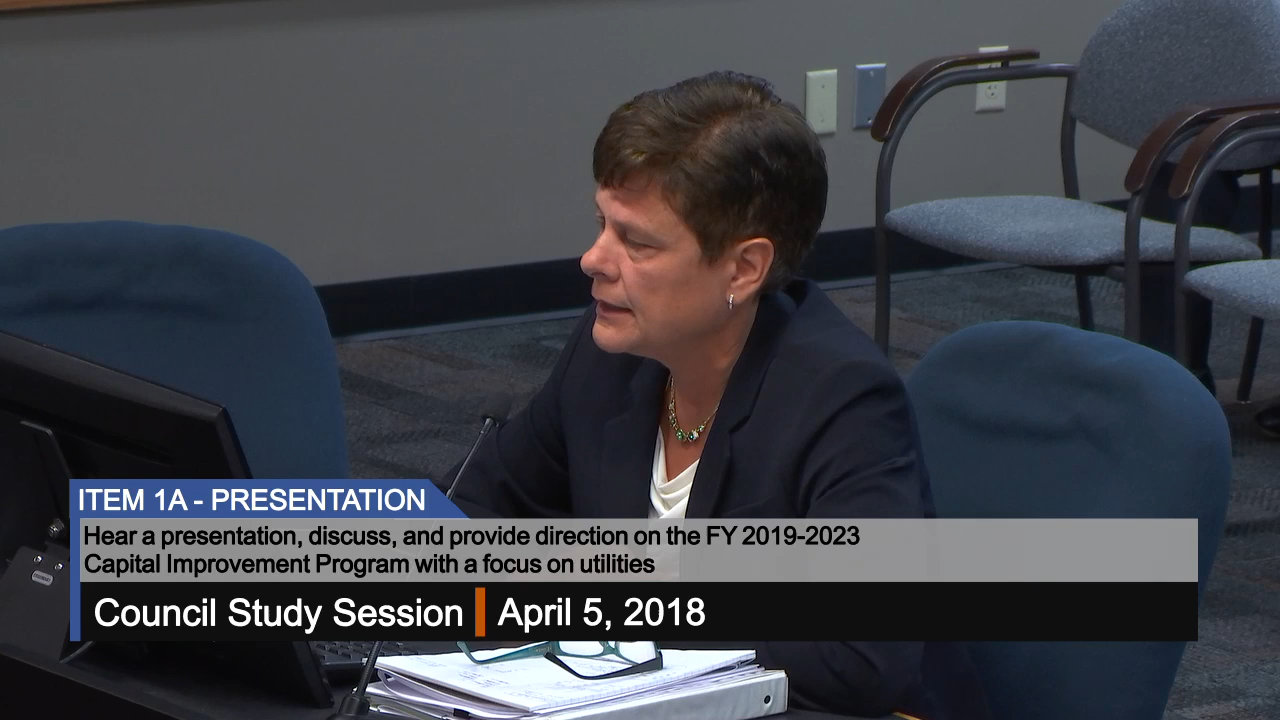 ITEM 1A - PRESENTATION
Hear a presentation, discuss, and provide direction on the FY 2019-2023
Capital Improvement Program with a focus on utilities
Council Study Session | April 5, 2018